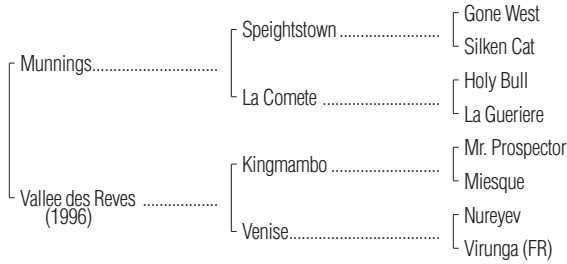 Gone West
Speightstown
Silken Cat
Munnings
Holy Bull
La Comete
La Gueriere
Mr. Prospector
Kingmambo
Miesque
Vallee des Reves
(1996)
Nureyev
Venise
Virunga (FR)